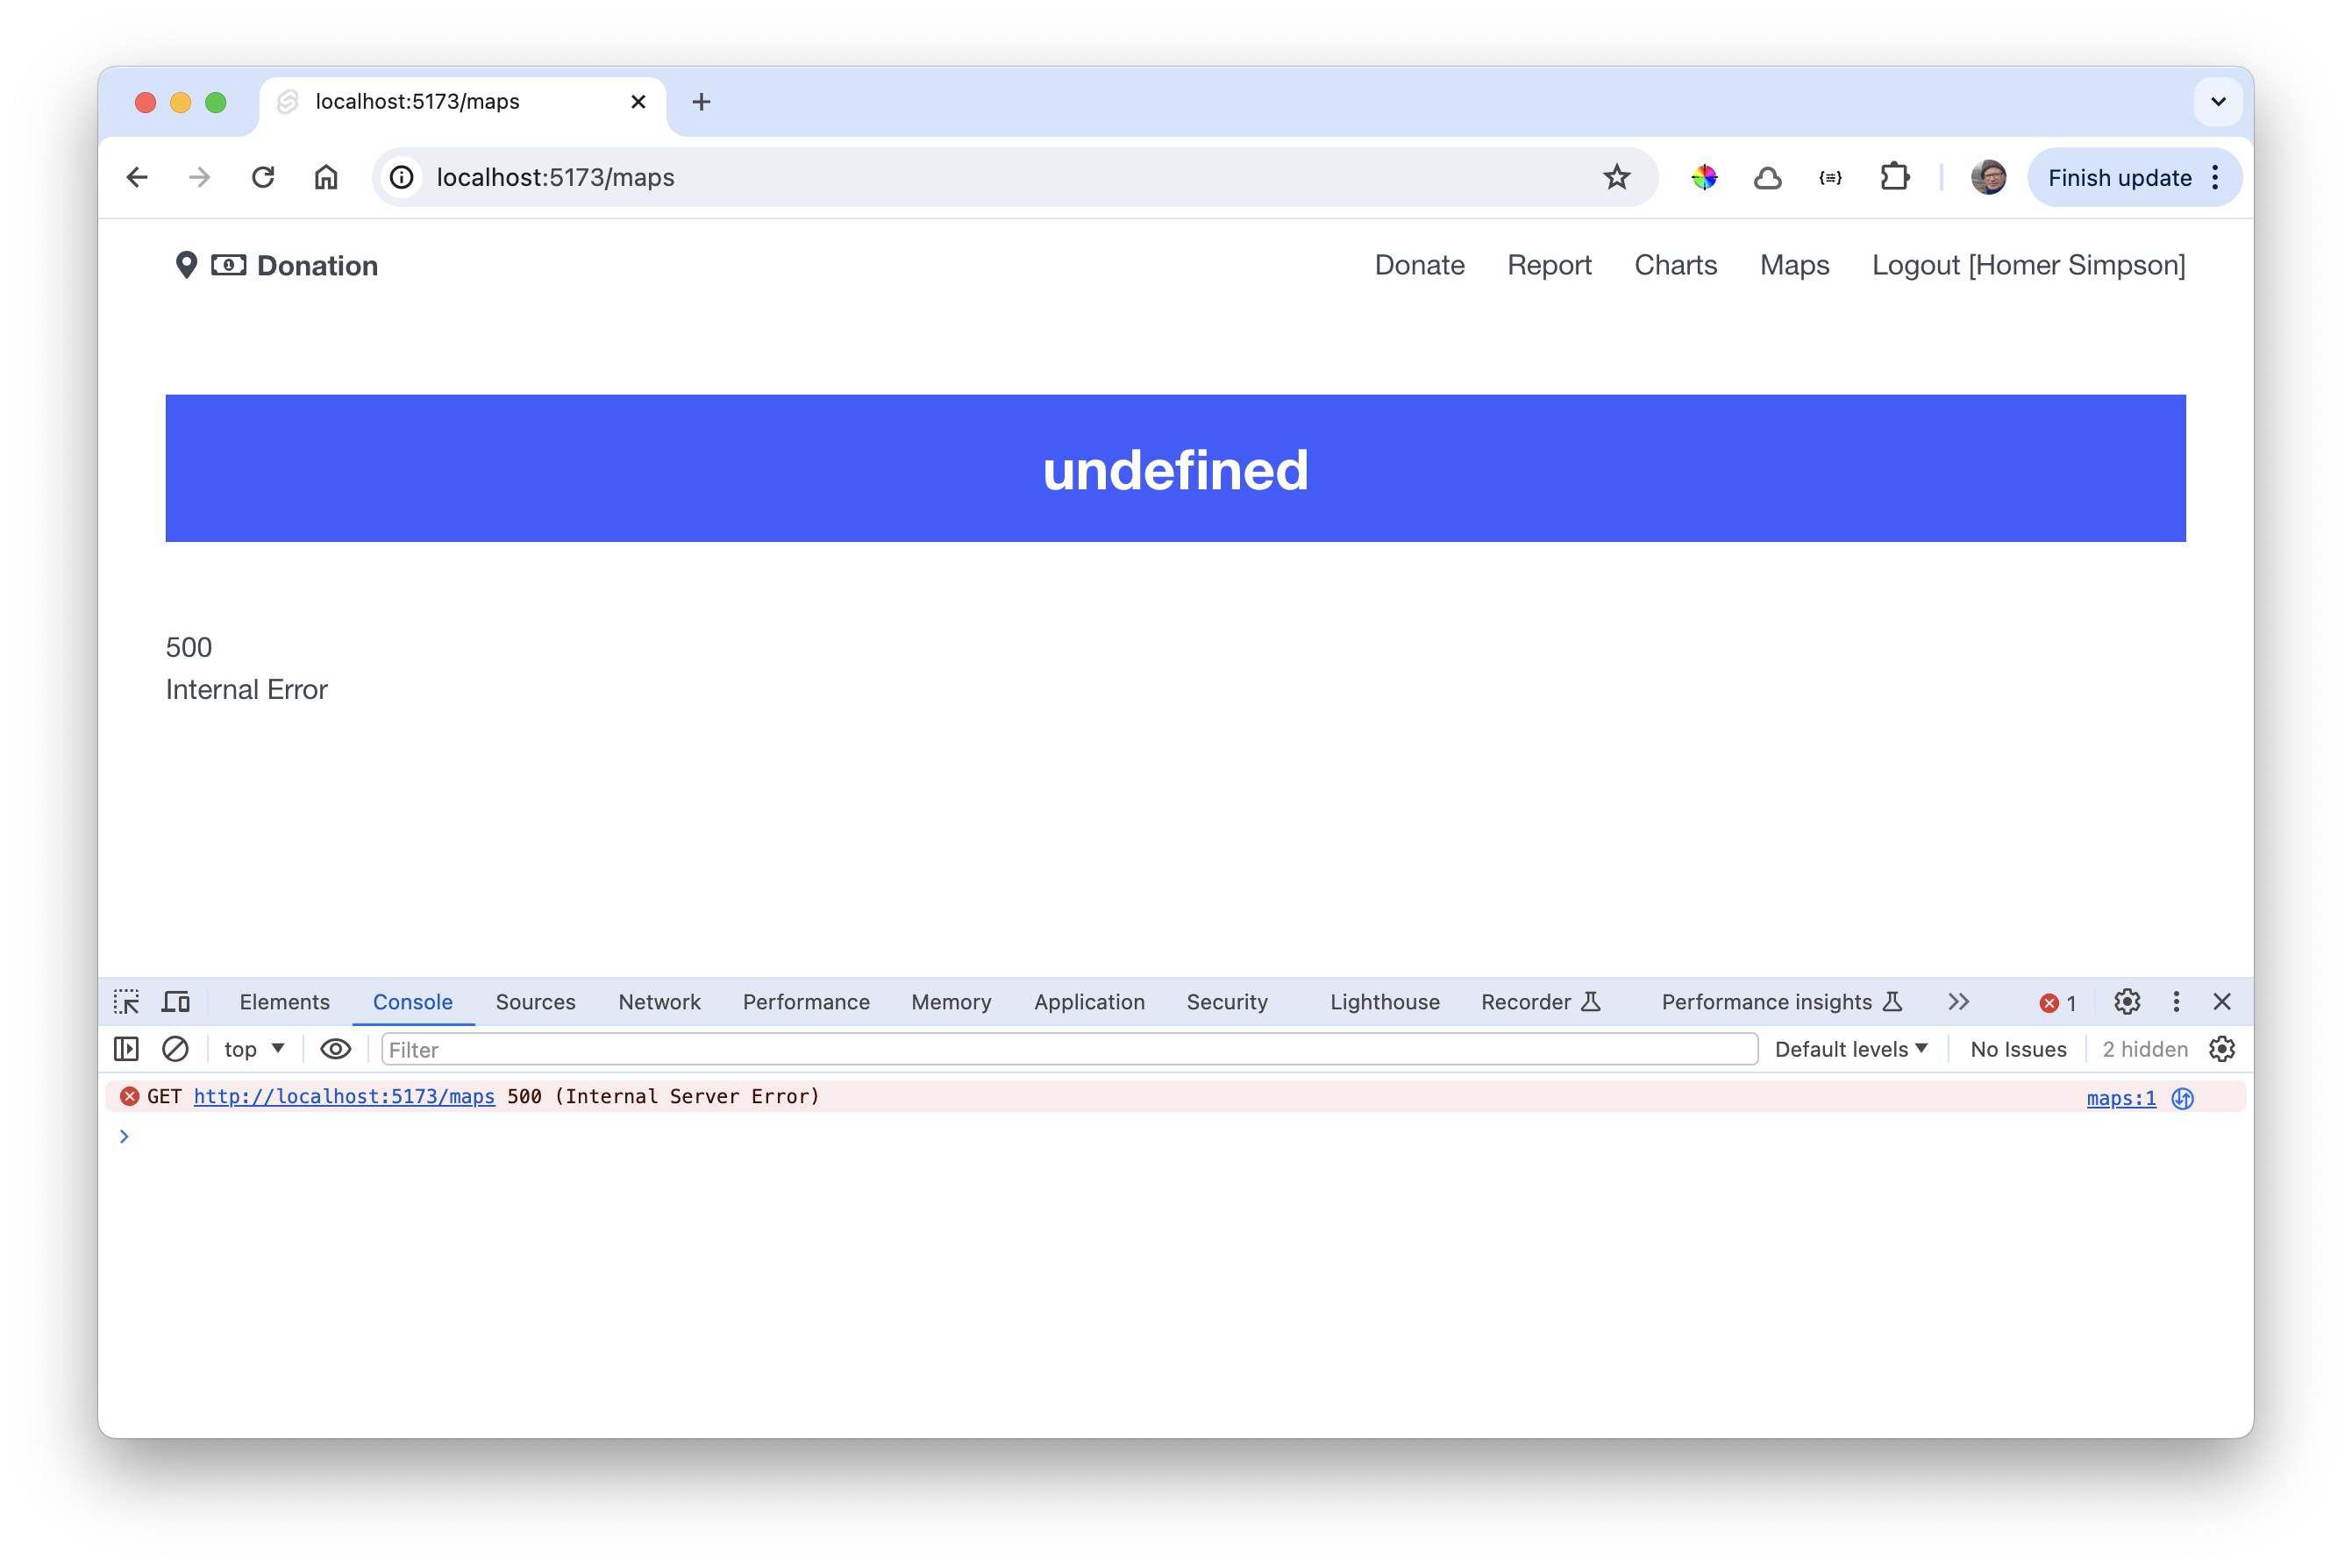 localhost:5173/maps
localhost:5173/maps
Finish update
Donation
Donate Report Charts Maps Logout [Homer Simpson]
undefined
500
Internal Error
Elements Console Sources Network Performance Memory Application Security Lighthouse Recorder Performance insights 1
top Filter Default levels No Issues 2 hidden
GET http://localhost:5173/maps 500 (Internal Server Error) maps:1